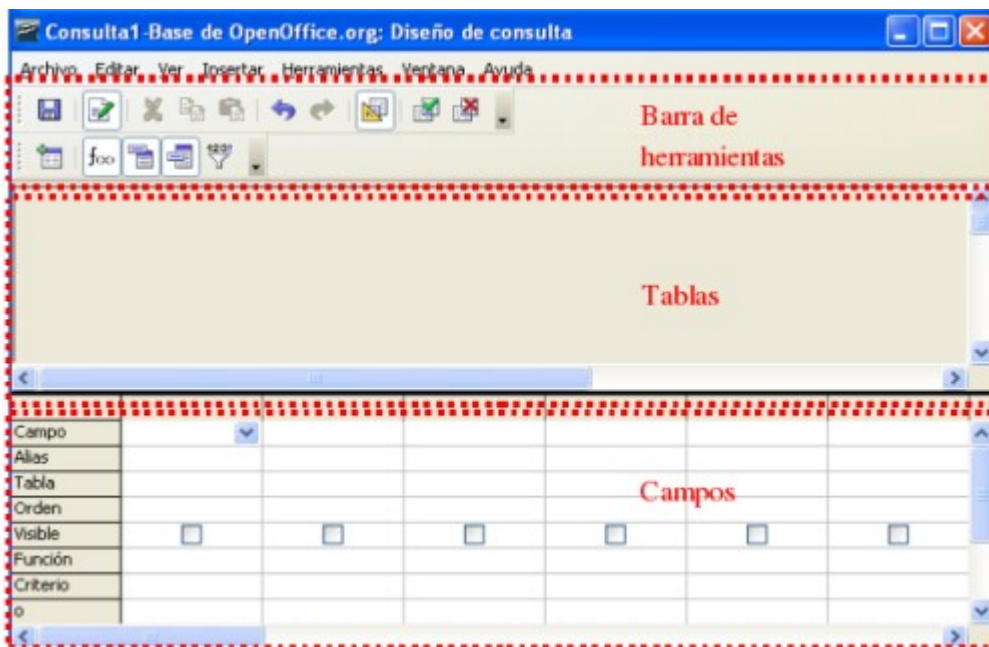 Consulta1-Base de OpenOffice.org: Diseño de consulta
Archivo Editar Ver Insertar Herramientas Ventana Ayuda
Barra de
herramientas
Tablas
Campo
Alias
Tabla
Orden
Campos
Visible
Función
Criterio
o